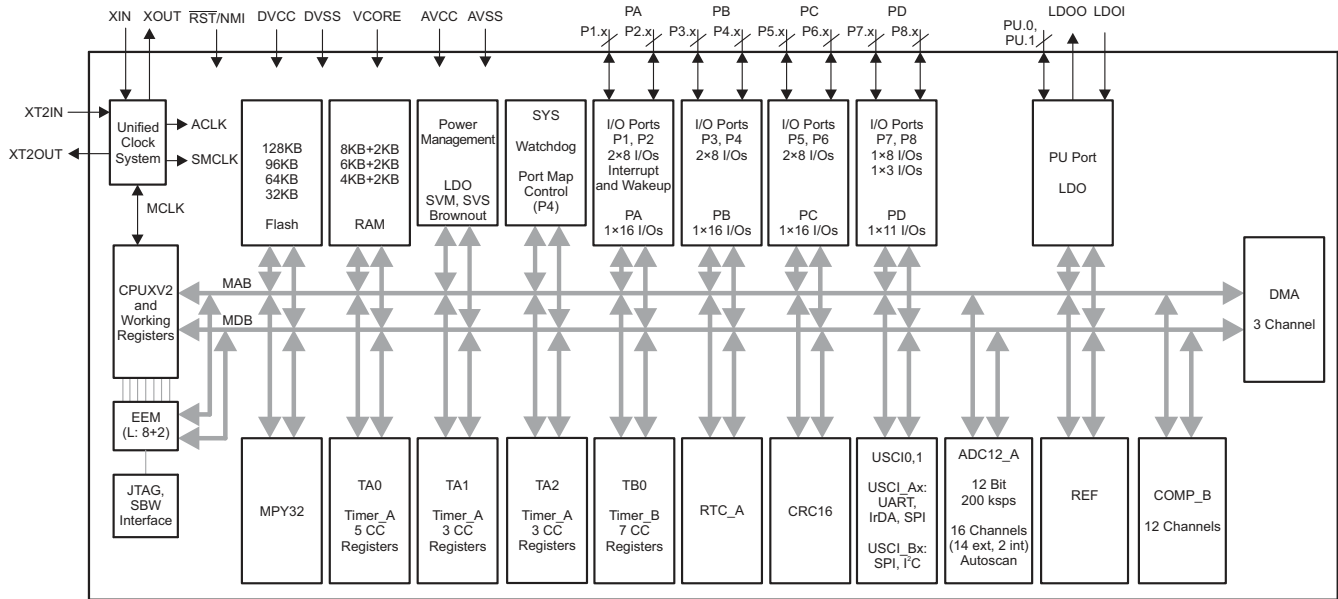 XIN
XOUT
RST/NMI
DVCC
DVSS
VCORE
AVCC
AVSS
PA
P1.x
P2.x
PB
P3.x
P4.x
PC
P5.x
P6.x
PD
P7.x
P8.x
PU.0,
PU.1
LDOO
LDOI
XT2IN
XT2OUT
Unified
Clock
System
ACLK
SMCLK
MCLK
128KB
96KB
64KB
32KB
Flash
8KB+2KB
6KB+2KB
4KB+2KB
RAM
Power
Management
LDO
SVM, SVS
Brownout
SYS
Watchdog
Port Map
Control
(P4)
I/O Ports
P1, P2
2×8 I/Os
Interrupt
and Wakeup
PA
1×16 I/Os
I/O Ports
P3, P4
2×8 I/Os
PB
1×16 I/Os
I/O Ports
P5, P6
2×8 I/Os
PC
1×16 I/Os
I/O Ports
P7, P8
1×8 I/Os
1×3 I/Os
PD
1×11 I/Os
PU Port
LDO
CPUXV2
and
Working
Registers
MAB
MDB
DMA
3 Channel
EEM
(L: 8+2)
JTAG,
SBW
Interface
MPY32
TA0
Timer_A
5 CC
Registers
TA1
Timer_A
3 CC
Registers
TA2
Timer_A
3 CC
Registers
TB0
Timer_B
7 CC
Registers
RTC_A
CRC16
USCI0,1
USCI_Ax:
UART,
IrDA, SPI
USCI_Bx:
SPI, I²C
ADC12_A
12 Bit
200 ksps
16 Channels
(14 ext, 2 int)
Autoscan
REF
COMP_B
12 Channels